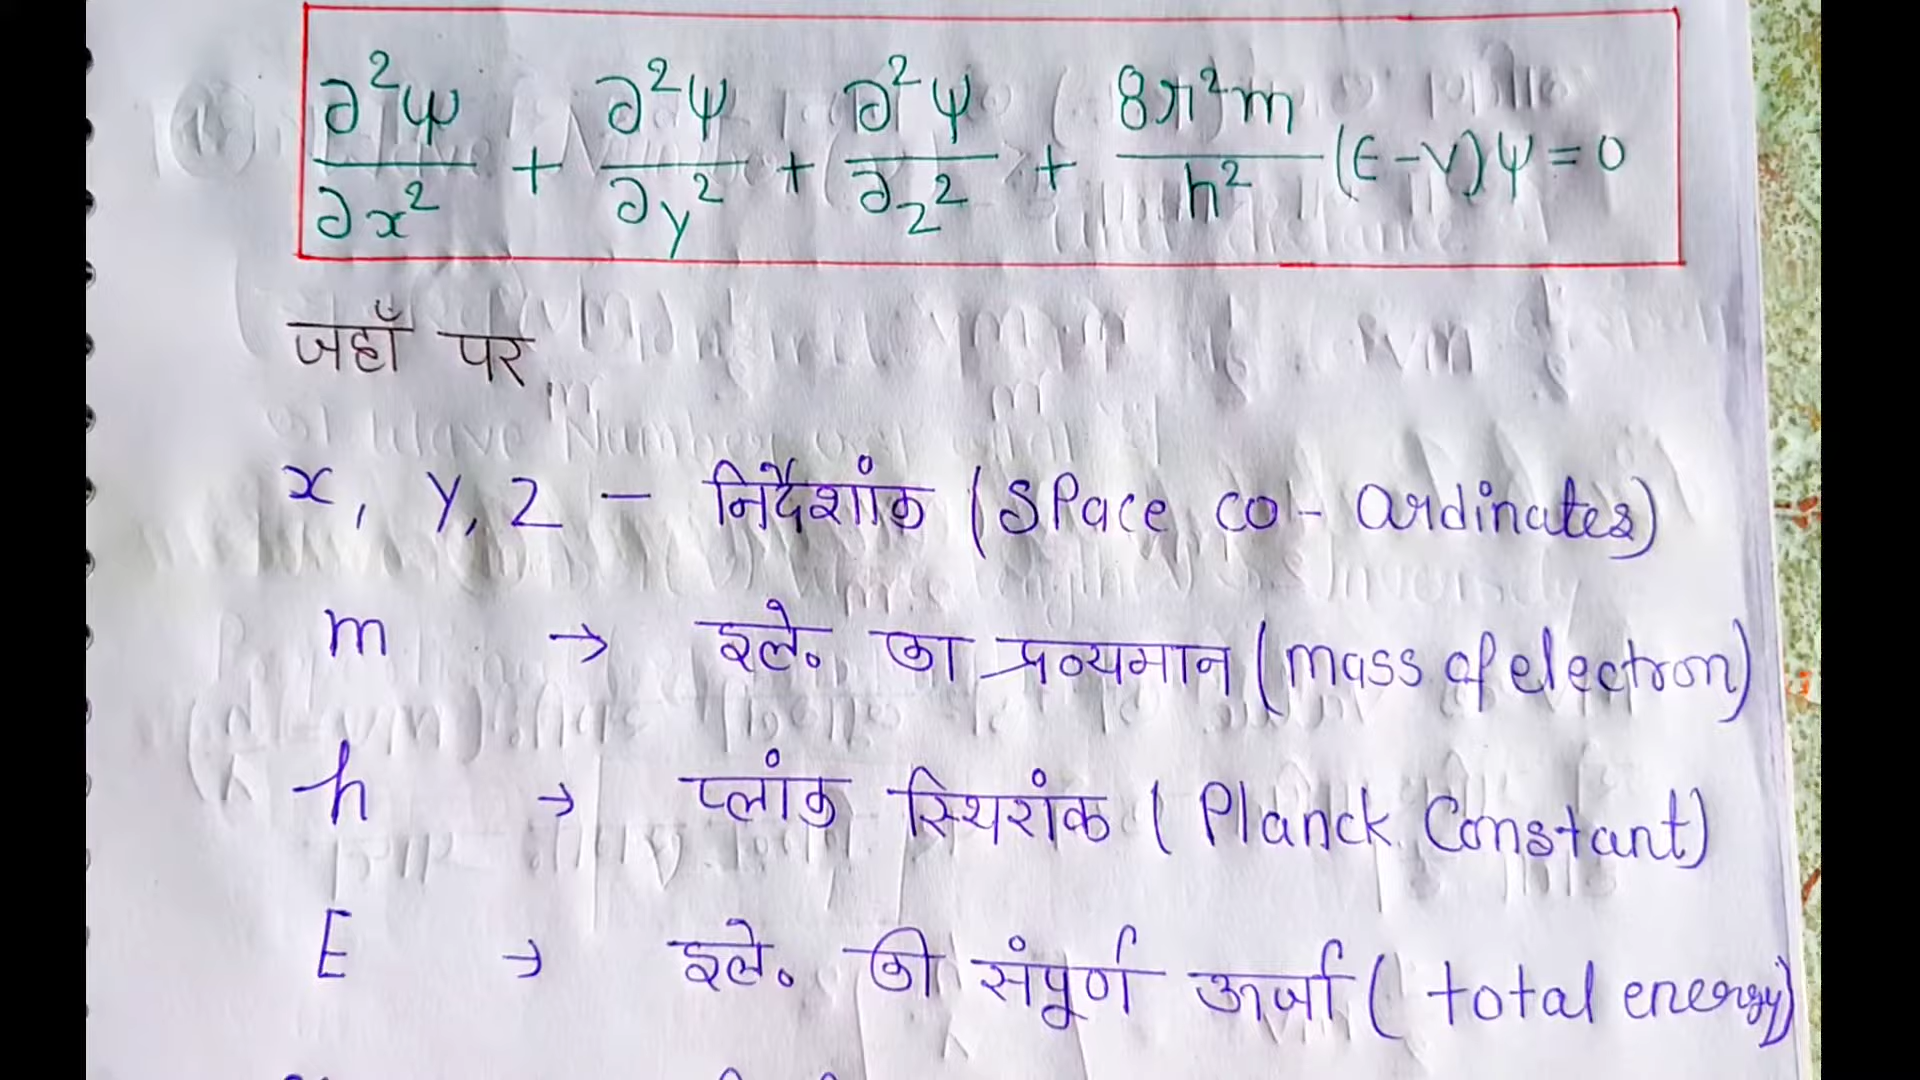 ∂²ψ/∂x² + ∂²ψ/∂y² + ∂²ψ/∂z² + 8π²m/h² (E-V)ψ = 0
जहाँ पर,
x, y, z – निर्देशांक (SPace co - ordinates)
m → इले॰ का द्रव्यमान (mass of electron)
h → प्लांक स्थिरांक (Planck Constant)
E → इले॰ की संपूर्ण ऊर्जा (total energy)